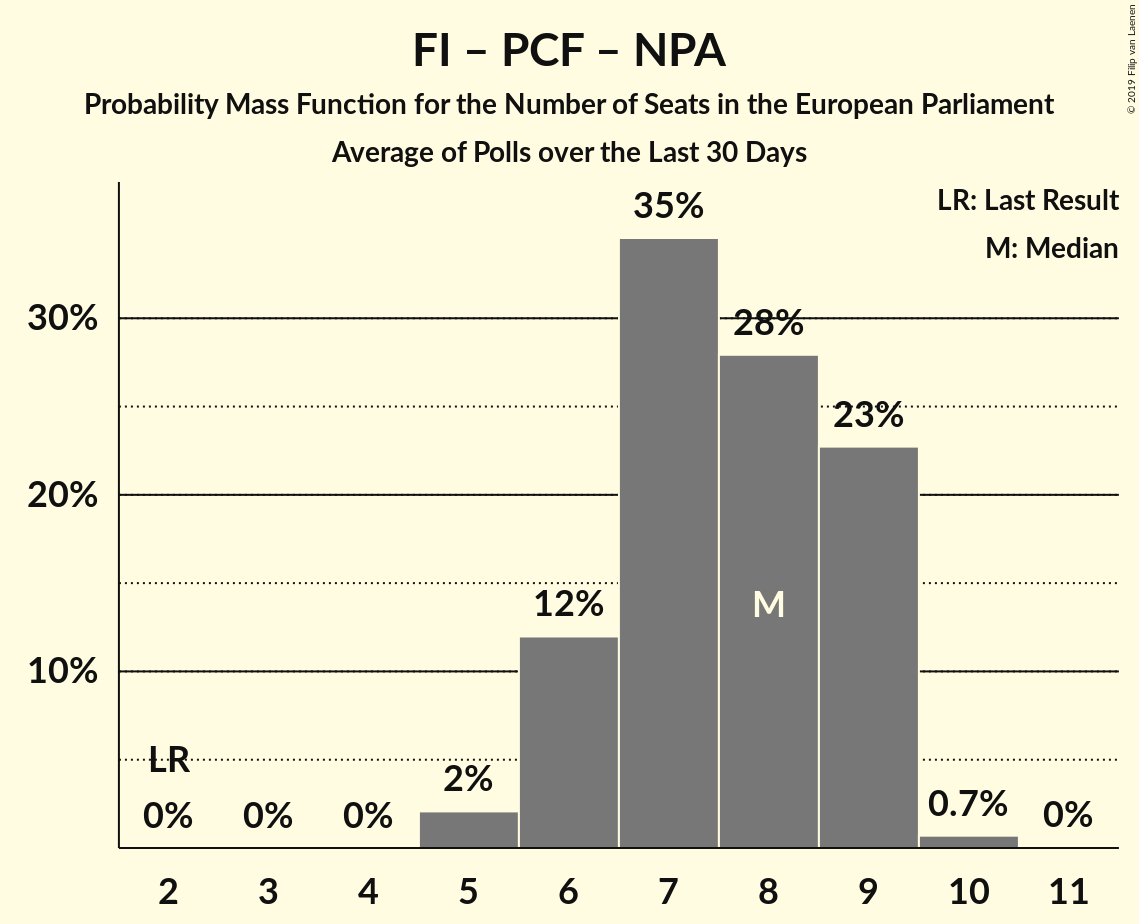 FI – PCF – NPA
Probability Mass Function for the Number of Seats in the European Parliament
Average of Polls over the Last 30 Days
© 2019 Filip van Laenen
LR: Last Result
M: Median
35%
30%
28%
23%
20%
12%
M
10%
LR
2%
0%
0%
0%
0.7%
0%
2 3 4 5 6 7 8 9 10 11